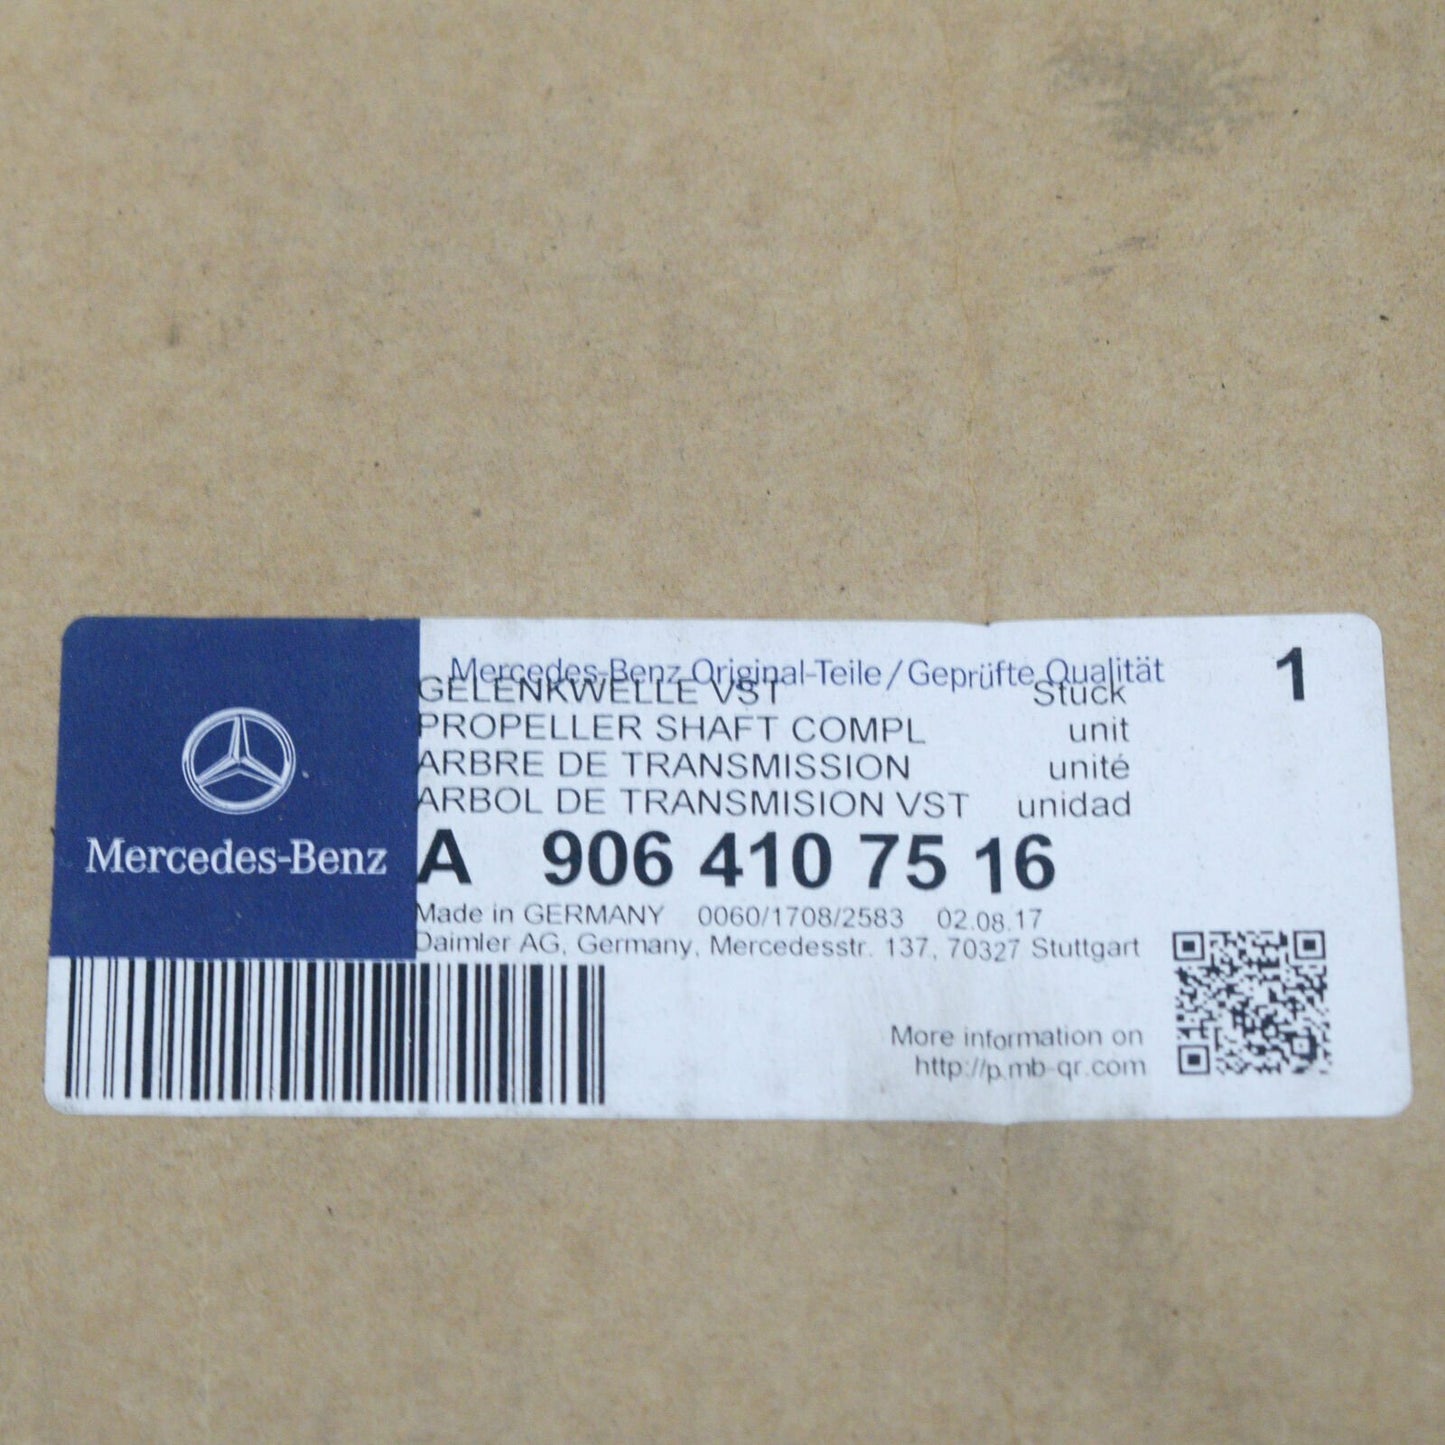 Mercedes-Benz Original-Teile / Geprüfte Qualität 1
GELENKWELLE VST Stück
PROPELLER SHAFT COMPL unit
ARBRE DE TRANSMISSION unité
ARBOL DE TRANSMISION VST unidad
Mercedes-Benz
A 906 410 75 16
Made in GERMANY 0060/1708/2583 02.08.17
Daimler AG, Germany, Mercedesstr. 137, 70327 Stuttgart
More information on
http://p.mb-qr.com